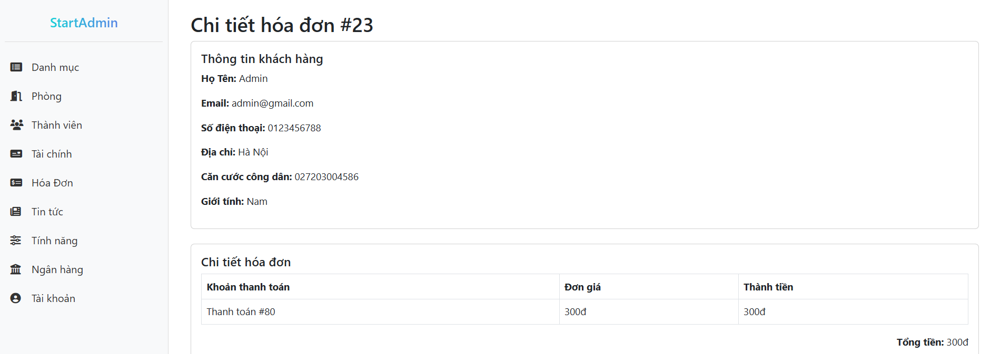 StartAdmin
Danh mục
Phòng
Thành viên
Tài chính
Hóa Đơn
Tin tức
Tính năng
Ngân hàng
Tài khoản
Chi tiết hóa đơn #23
Thông tin khách hàng
Họ Tên: Admin
Email: admin@gmail.com
Số điện thoại: 0123456788
Địa chỉ: Hà Nội
Căn cước công dân: 027203004586
Giới tính: Nam
Chi tiết hóa đơn
Khoản thanh toán Đơn giá Thành tiền
Thanh toán #80 300đ 300đ
Tổng tiền: 300đ